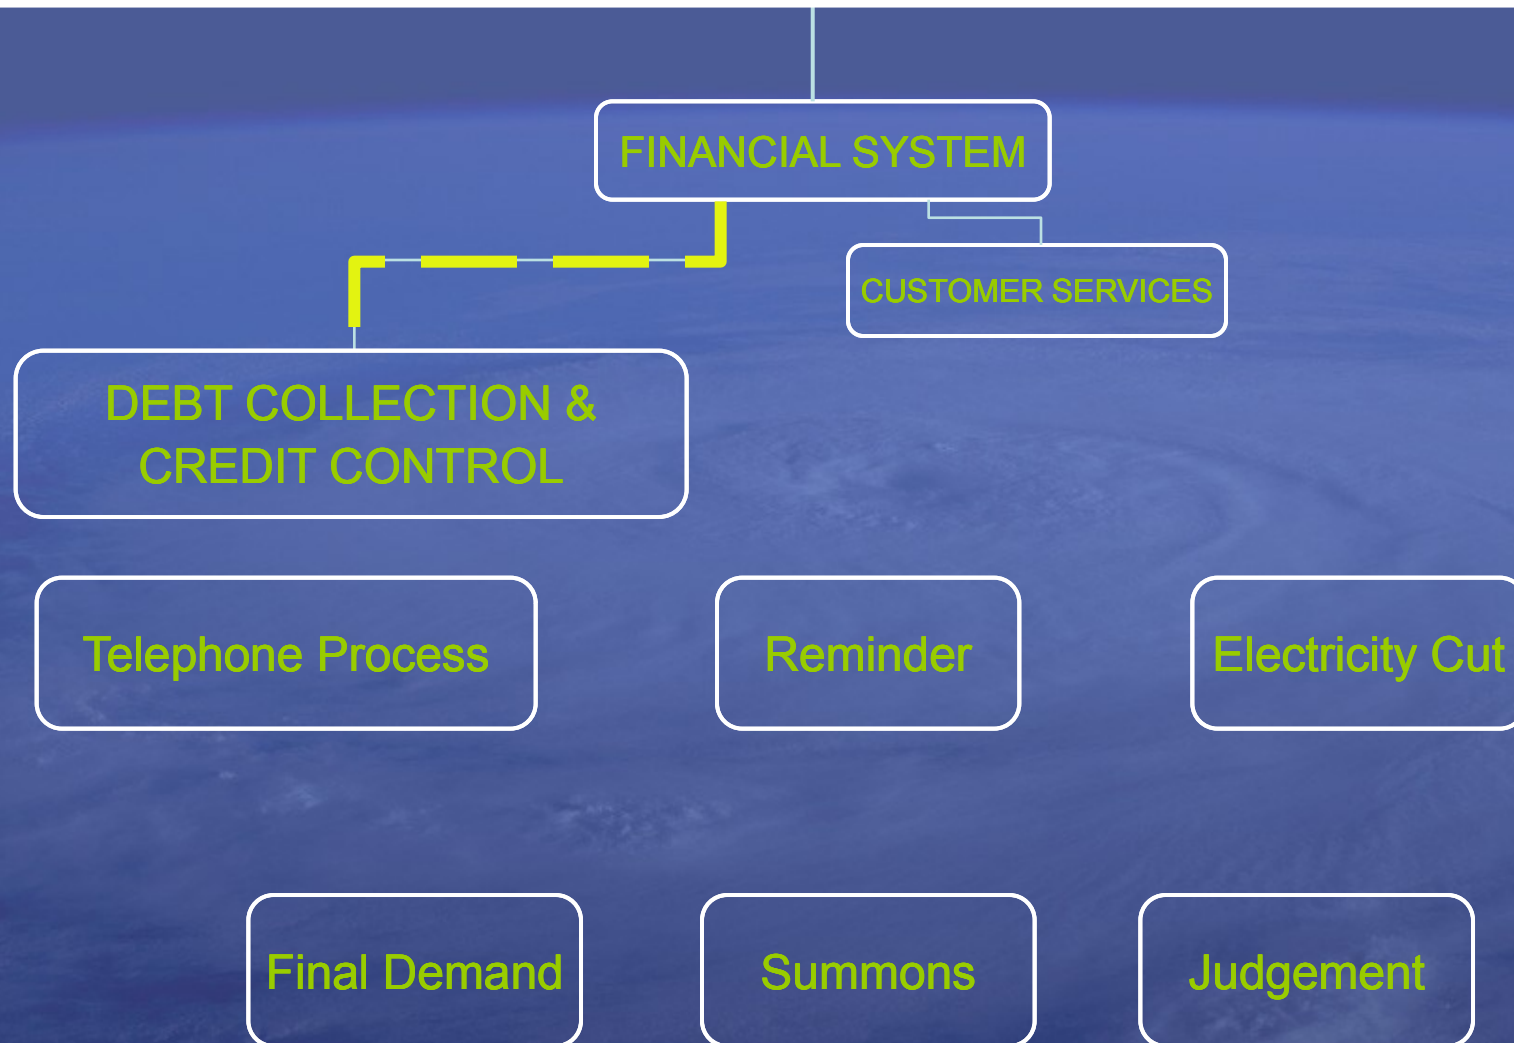 FINANCIAL SYSTEM
CUSTOMER SERVICES
DEBT COLLECTION &
CREDIT CONTROL
Telephone Process
Reminder
Electricity Cut
Final Demand
Summons
Judgement